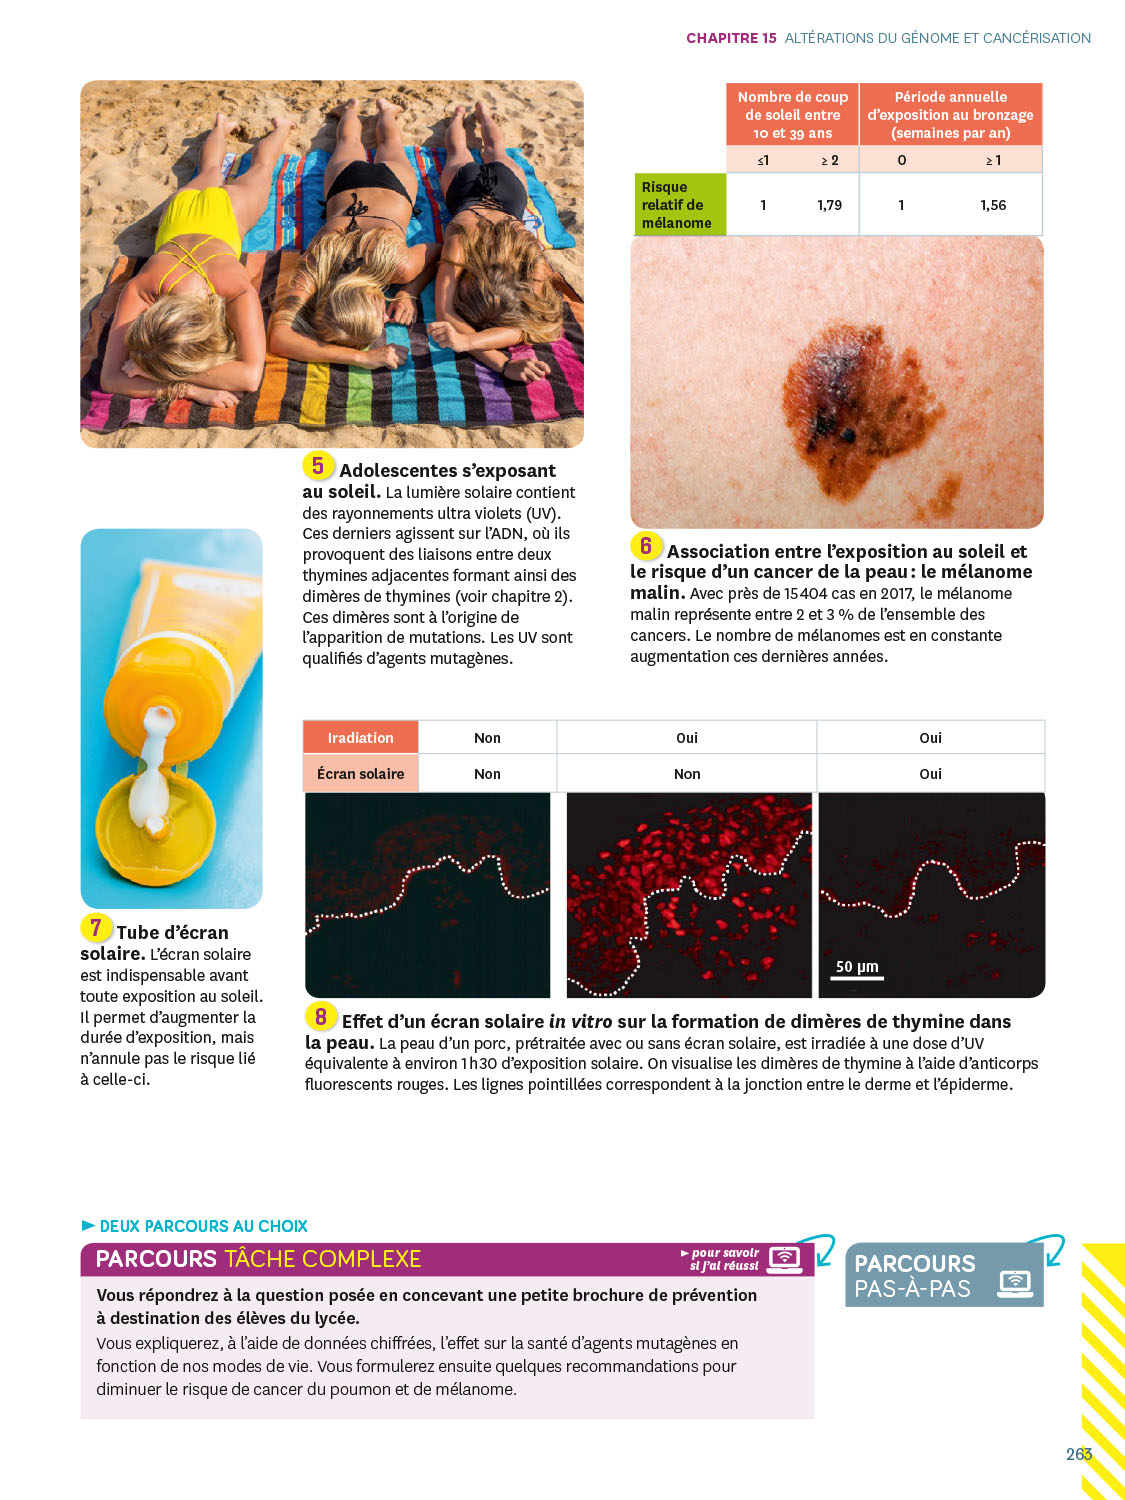 CHAPITRE 15 ALTÉRATIONS DU GÉNOME ET CANCÉRISATION
Nombre de coup
de soleil entre
10 et 39 ans
Période annuelle
d'exposition au bronzage
(semaines par an)
≤1
≥ 2
0
≥ 1
Risque
relatif de
mélanome
1
1,79
1
1,56
5 Adolescentes s'exposant
au soleil. La lumière solaire contient
des rayonnements ultra violets (UV).
Ces derniers agissent sur l'ADN, où ils
provoquent des liaisons entre deux
thymines adjacentes formant ainsi des
dimères de thymines (voir chapitre 2).
Ces dimères sont à l'origine de
l'apparition de mutations. Les UV sont
qualifiés d'agents mutagènes.
6 Association entre l'exposition au soleil et
le risque d'un cancer de la peau : le mélanome
malin. Avec près de 15 404 cas en 2017, le mélanome
malin représente entre 2 et 3 % de l'ensemble des
cancers. Le nombre de mélanomes est en constante
augmentation ces dernières années.
7 Tube d'écran
solaire. L'écran solaire
est indispensable avant
toute exposition au soleil.
Il permet d'augmenter la
durée d'exposition, mais
n'annule pas le risque lié
à celle-ci.
Irradiation
Non
Oui
Oui
Écran solaire
Non
Non
Oui
50 µm
8 Effet d'un écran solaire in vitro sur la formation de dimères de thymine dans
la peau. La peau d'un porc, prétraitée avec ou sans écran solaire, est irradiée à une dose d'UV
équivalente à environ 1 h 30 d'exposition solaire. On visualise les dimères de thymine à l'aide d'anticorps
fluorescents rouges. Les lignes pointillées correspondent à la jonction entre le derme et l'épiderme.
► DEUX PARCOURS AU CHOIX
PARCOURS TÂCHE COMPLEXE
► pour savoir
si j'ai réussi
Vous répondrez à la question posée en concevant une petite brochure de prévention
à destination des élèves du lycée.
Vous expliquerez, à l'aide de données chiffrées, l'effet sur la santé d'agents mutagènes en
fonction de nos modes de vie. Vous formulerez ensuite quelques recommandations pour
diminuer le risque de cancer du poumon et de mélanome.
PARCOURS
PAS-À-PAS
263